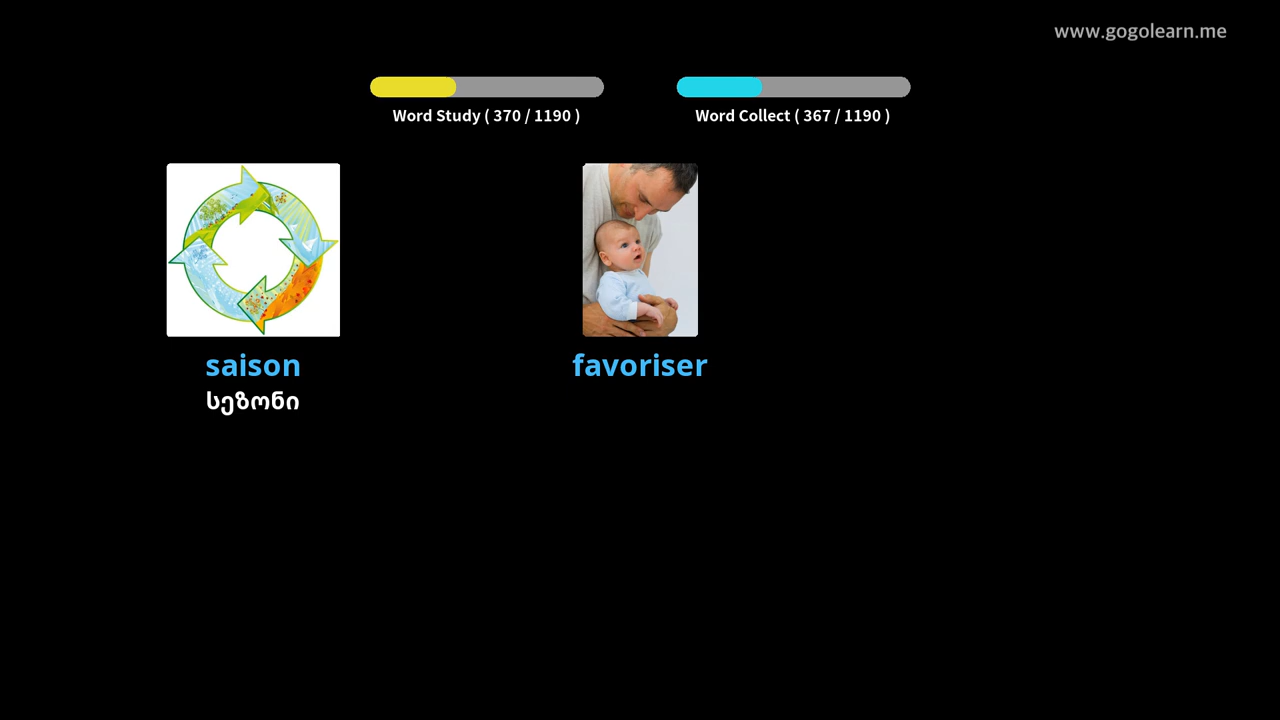 www.gogolearn.me
Word Study ( 370 / 1190 )
Word Collect ( 367 / 1190 )
saison
favoriser
სეზონი